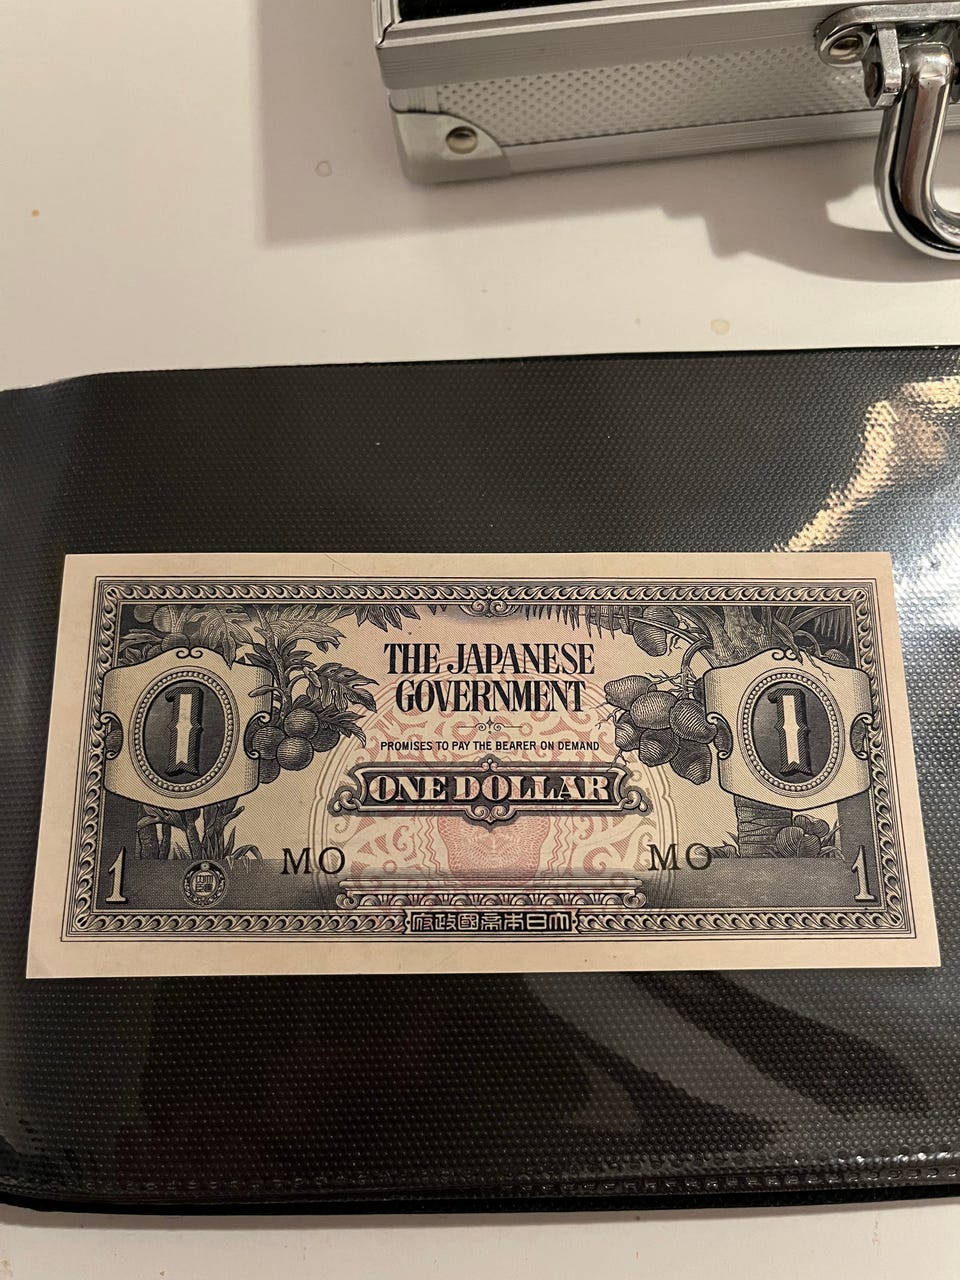 THE JAPANESE
GOVERNMENT
PROMISES TO PAY THE BEARER ON DEMAND
1
1
ONE DOLLAR
MO
MO
1
1
府政國帝本日大